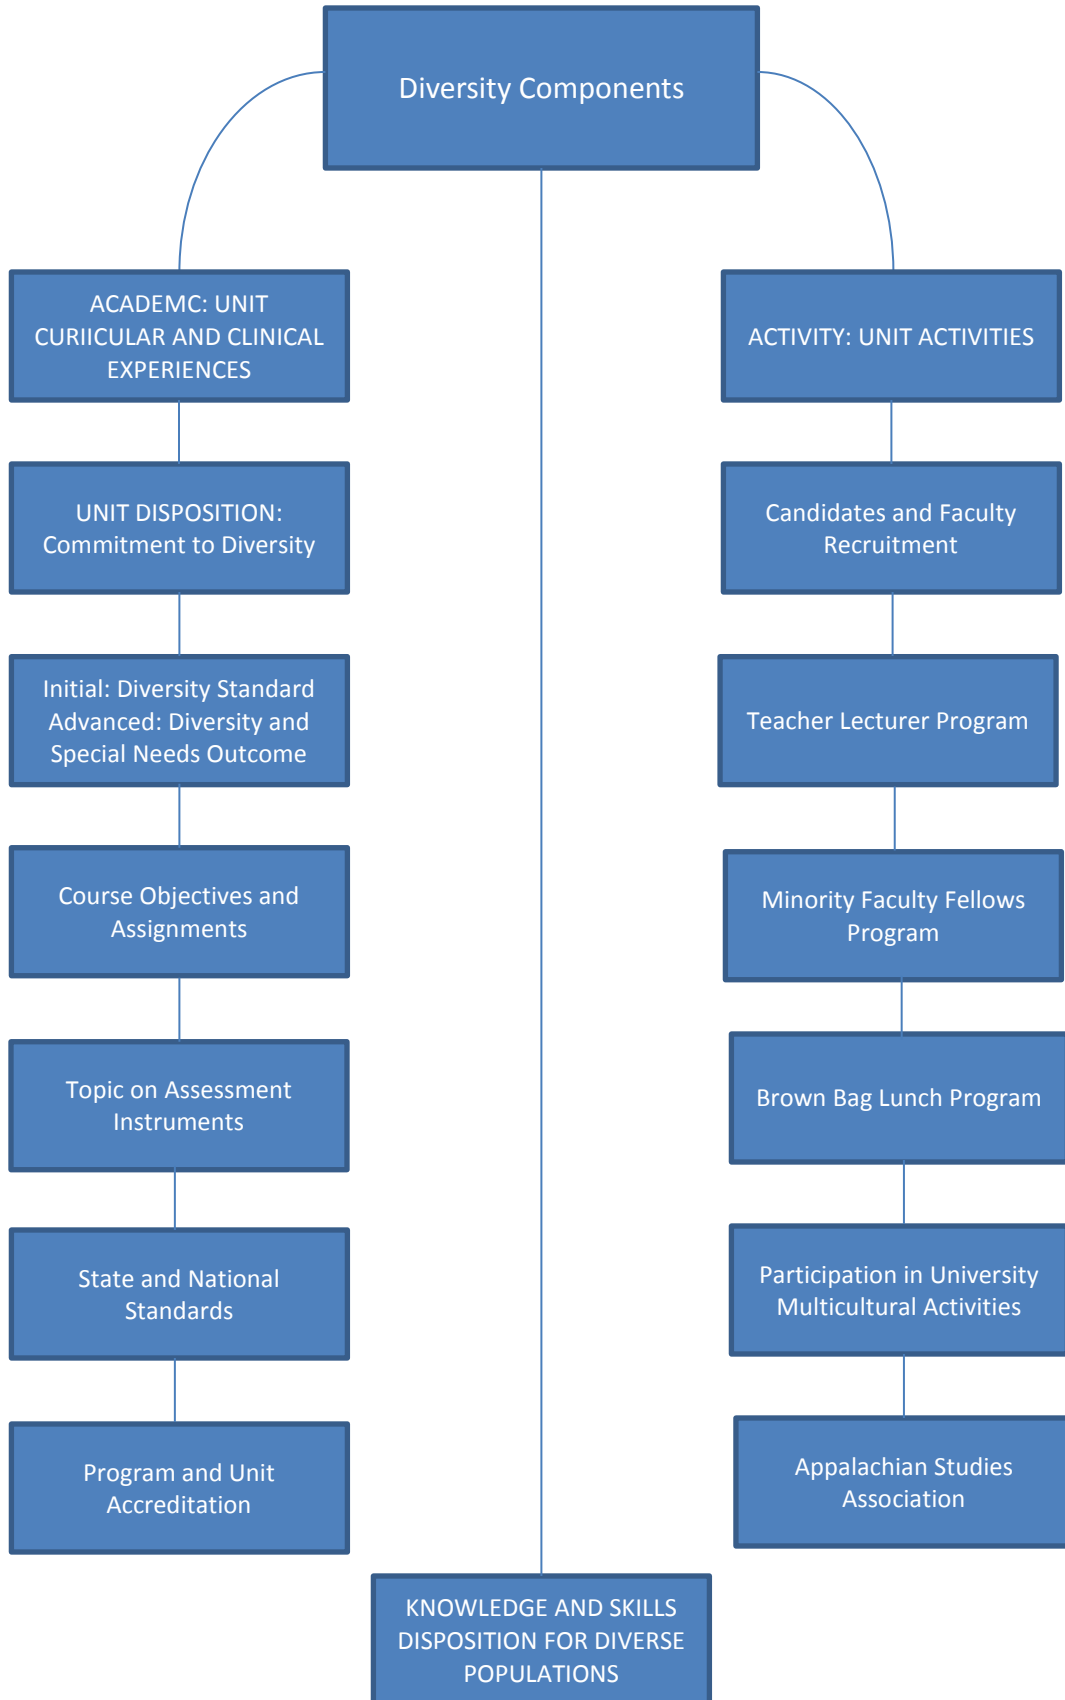 Diversity Components
ACADEMC: UNIT
CURIICULAR AND CLINICAL
EXPERIENCES
UNIT DISPOSITION:
Commitment to Diversity
Initial: Diversity Standard
Advanced: Diversity and
Special Needs Outcome
Course Objectives and
Assignments
Topic on Assessment
Instruments
State and National
Standards
Program and Unit
Accreditation
ACTIVITY: UNIT ACTIVITIES
Candidates and Faculty
Recruitment
Teacher Lecturer Program
Minority Faculty Fellows
Program
Brown Bag Lunch Program
Participation in University
Multicultural Activities
Appalachian Studies
Association
KNOWLEDGE AND SKILLS
DISPOSITION FOR DIVERSE
POPULATIONS